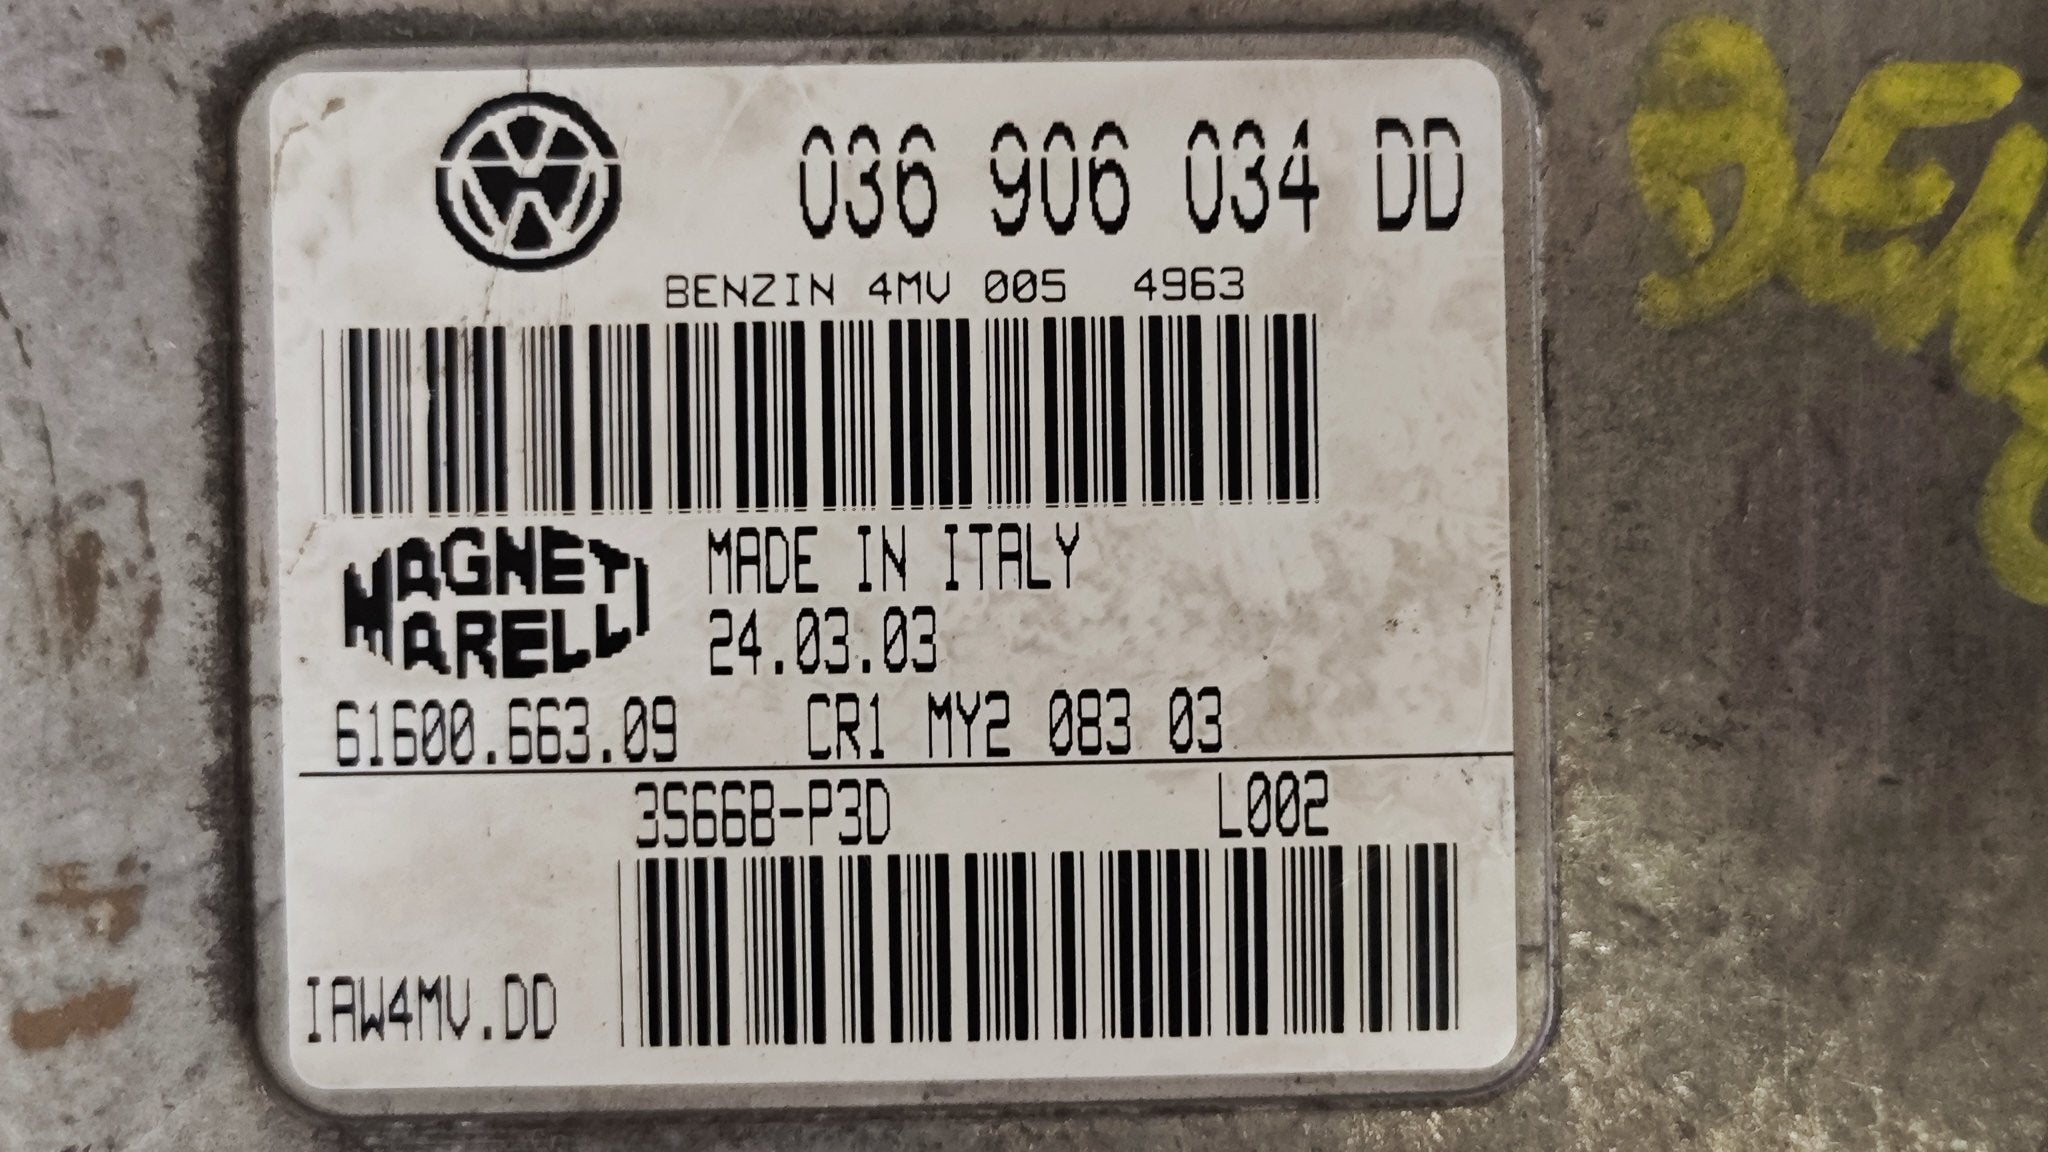 036 906 034 DD
BENZIN 4MV 005 4963
MAGNETI MARELLI
MADE IN ITALY
24.03.03
61600.663.09 CR1 MY2 083 03
3S66B-P3D L002
IAW4MV.DD